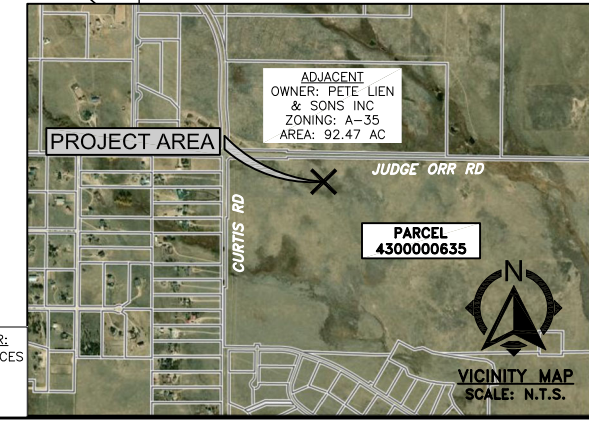 ADJACENT
OWNER: PETE LIEN
& SONS INC
ZONING: A-35
AREA: 92.47 AC
PROJECT AREA
JUDGE ORR RD
CURTIS RD
PARCEL
4300000635
N
R:
CES
VICINITY MAP
SCALE: N.T.S.